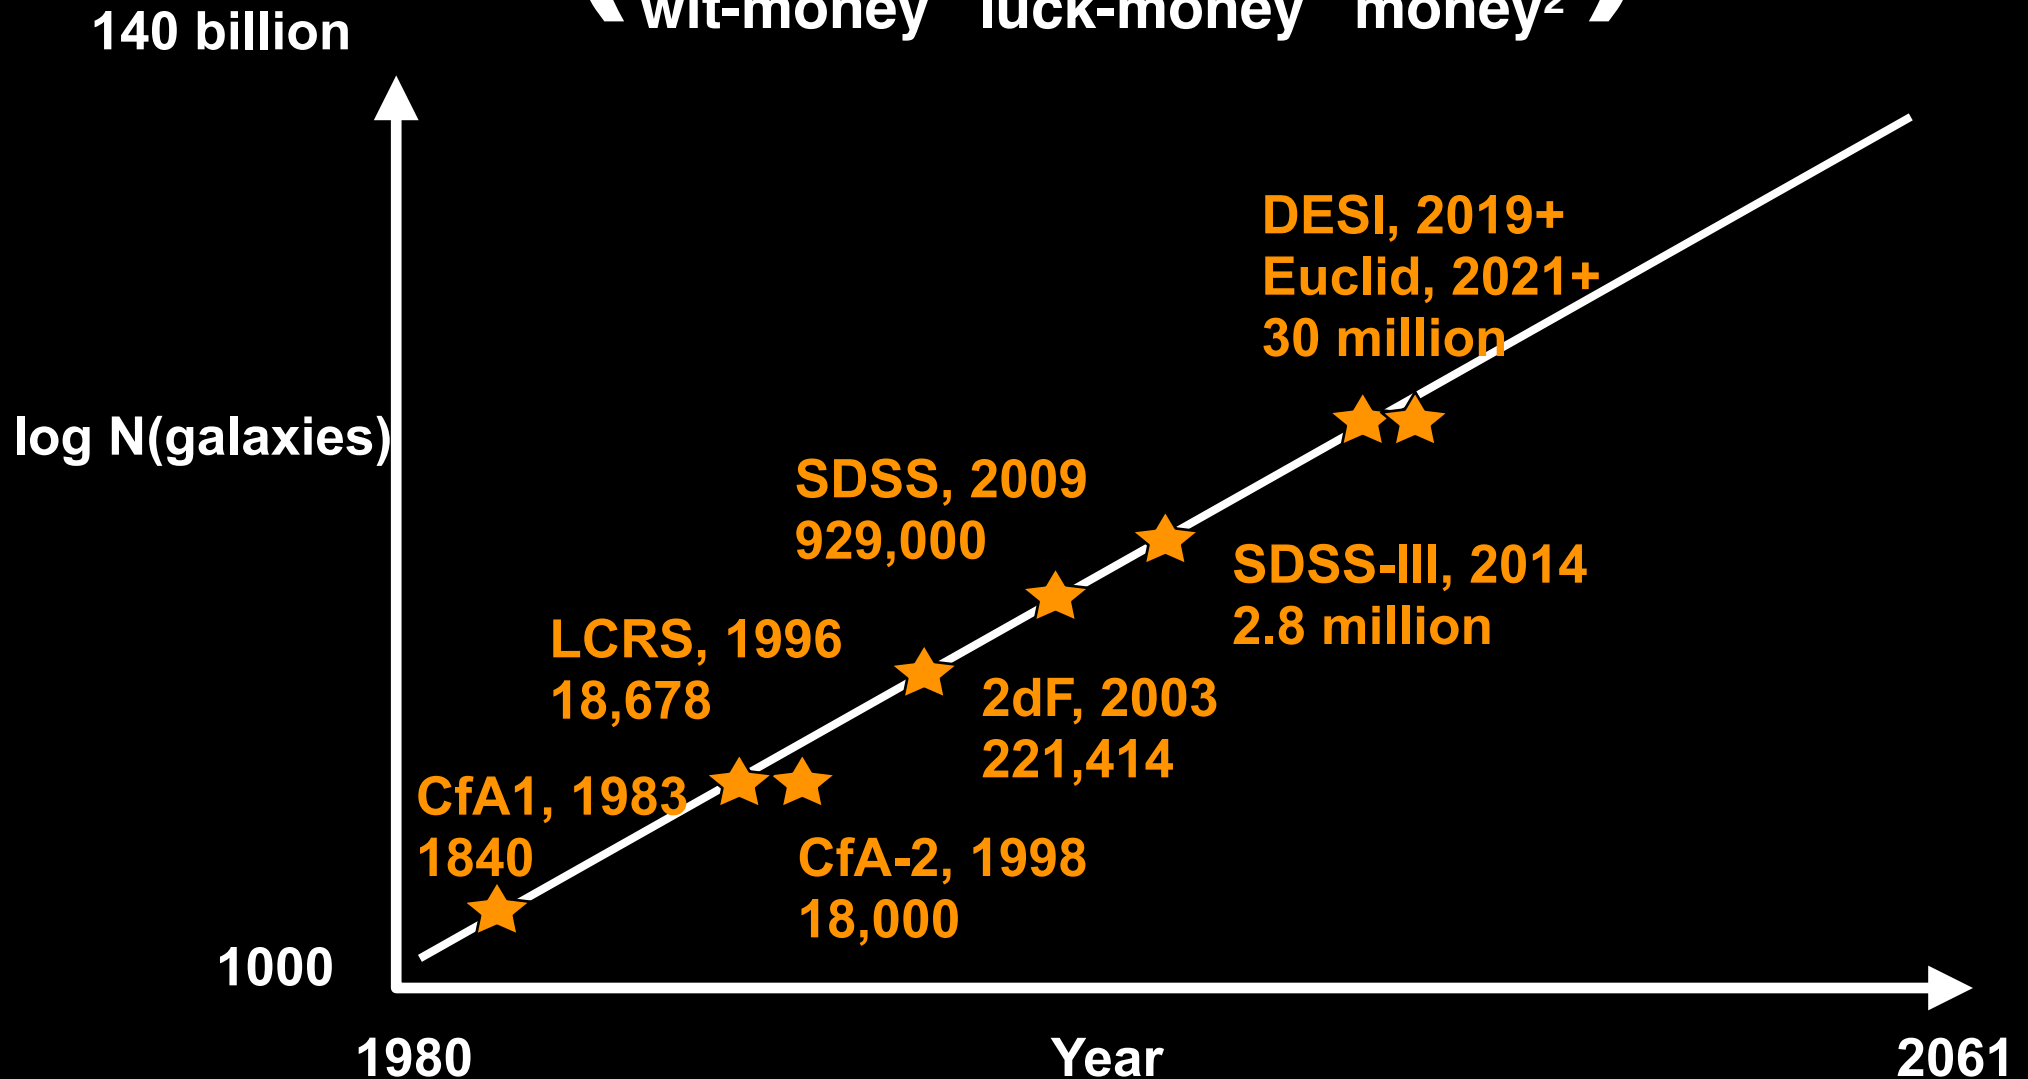 wit-money luck-money money²
140 billion
DESI, 2019+
Euclid, 2021+
30 million
log N(galaxies)
SDSS, 2009
929,000
SDSS-III, 2014
2.8 million
LCRS, 1996
18,678
2dF, 2003
221,414
CfA1, 1983
1840
CfA-2, 1998
18,000
1000
1980
Year
2061